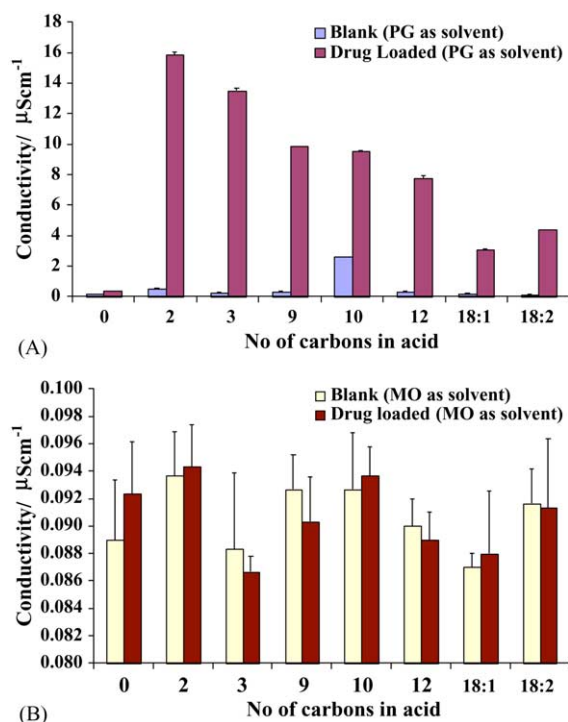 18
16
14
12
10
8
6
4
2
0
Conductivity/ μScm⁻¹
Blank (PG as solvent)
Drug Loaded (PG as solvent)
0 2 3 9 10 12 18:1 18:2
No of carbons in acid
(A)
0.100
0.098
0.096
0.094
0.092
0.090
0.088
0.086
0.084
0.082
0.080
Conductivity/ μScm⁻¹
Blank (MO as solvent)
Drug loaded (MO as solvent)
0 2 3 9 10 12 18:1 18:2
No of carbons in acid
(B)